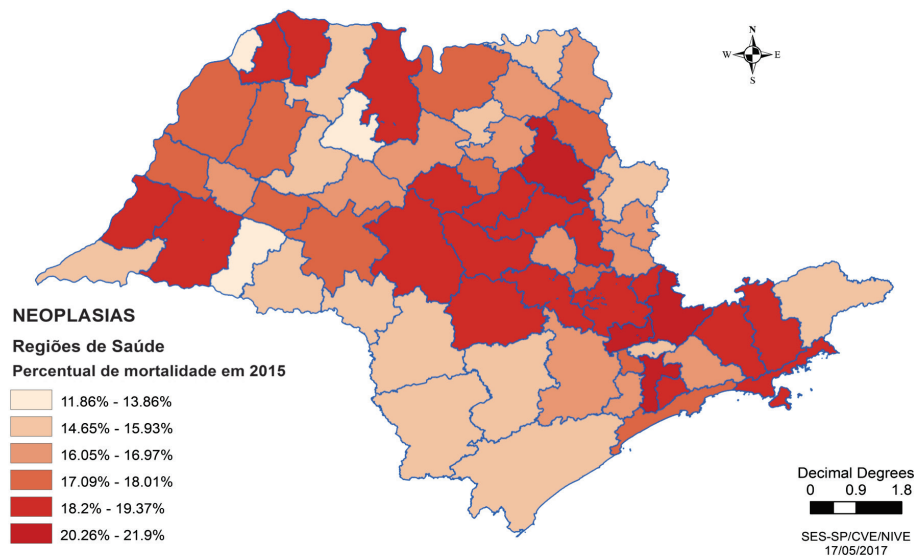 N
W E
S
NEOPLASIAS
Regiões de Saúde
Percentual de mortalidade em 2015
11.86% - 13.86%
14.65% - 15.93%
16.05% - 16.97%
17.09% - 18.01%
18.2% - 19.37%
20.26% - 21.9%
Decimal Degrees
0 0.9 1.8
SES-SP/CVE/NIVE
17/05/2017